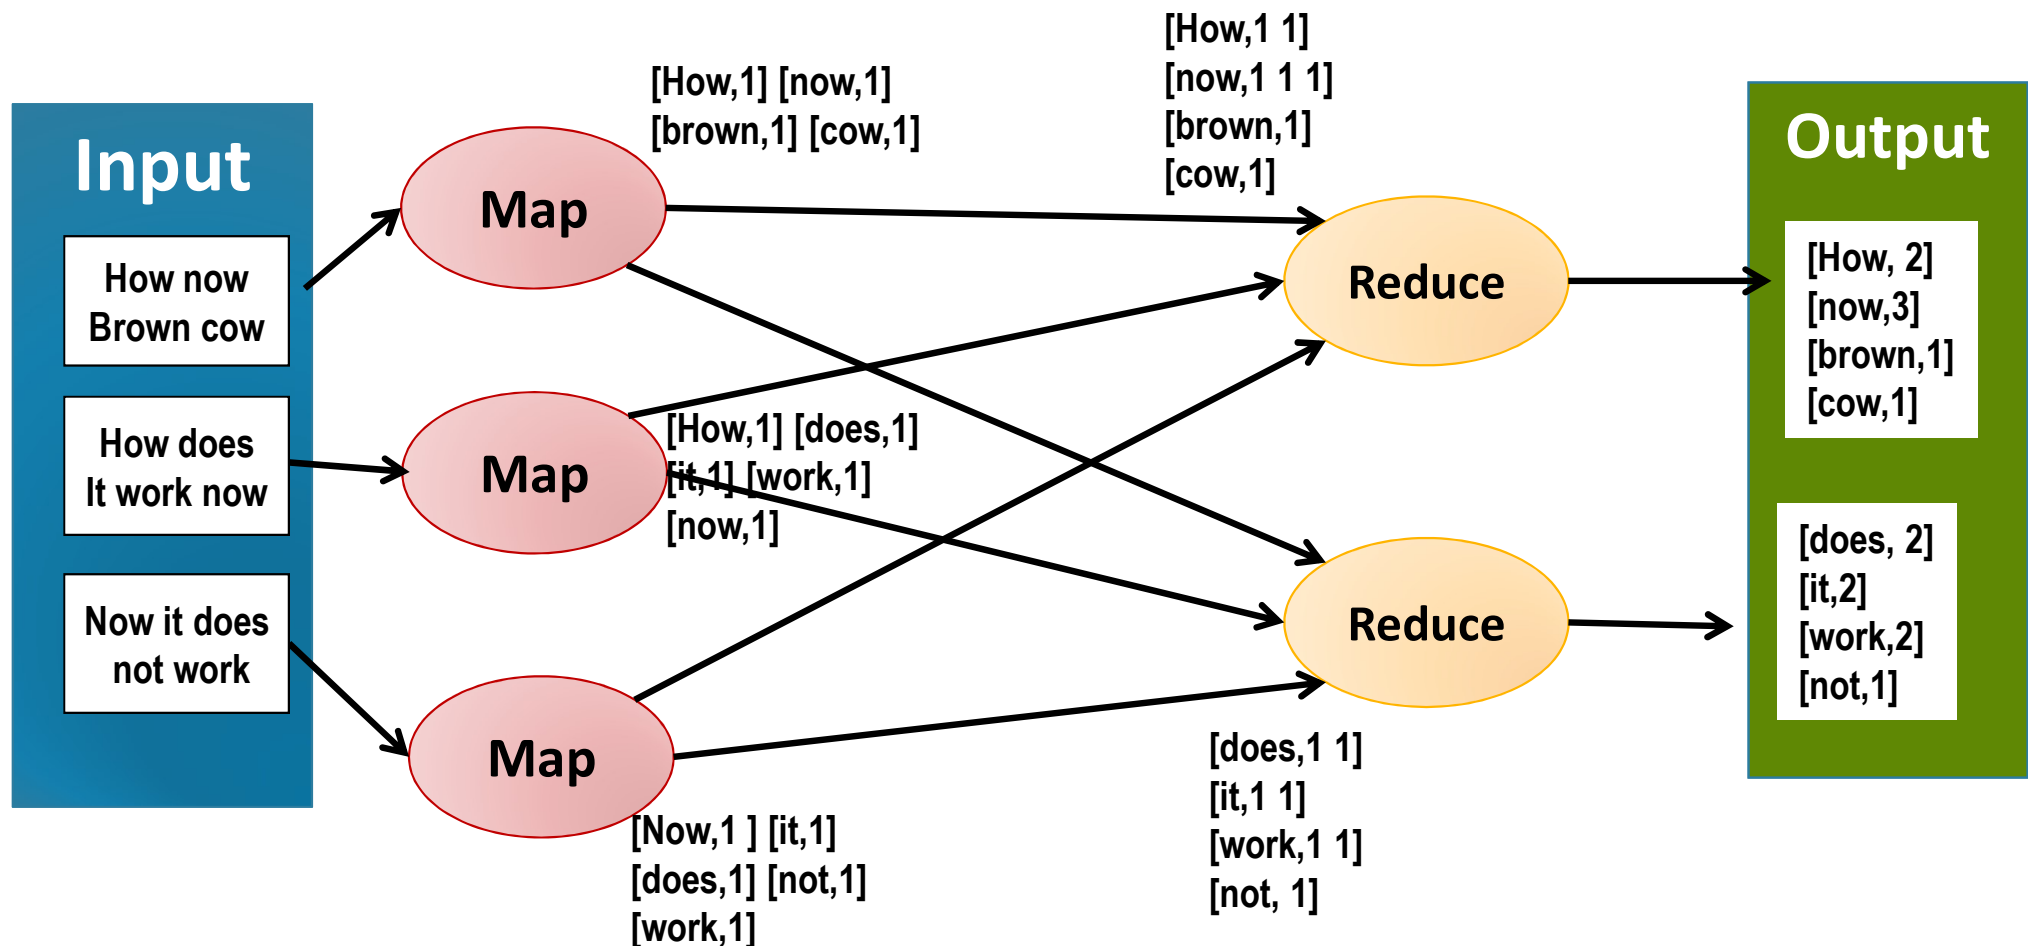 Input
How now
Brown cow
How does
It work now
Now it does
not work
Map
[How,1] [now,1]
[brown,1] [cow,1]
Map
[How,1] [does,1]
[it,1] [work,1]
[now,1]
Map
[Now,1 ] [it,1]
[does,1] [not,1]
[work,1]
[How,1 1]
[now,1 1 1]
[brown,1]
[cow,1]
Reduce
Reduce
[does,1 1]
[it,1 1]
[work,1 1]
[not, 1]
Output
[How, 2]
[now,3]
[brown,1]
[cow,1]
[does, 2]
[it,2]
[work,2]
[not,1]